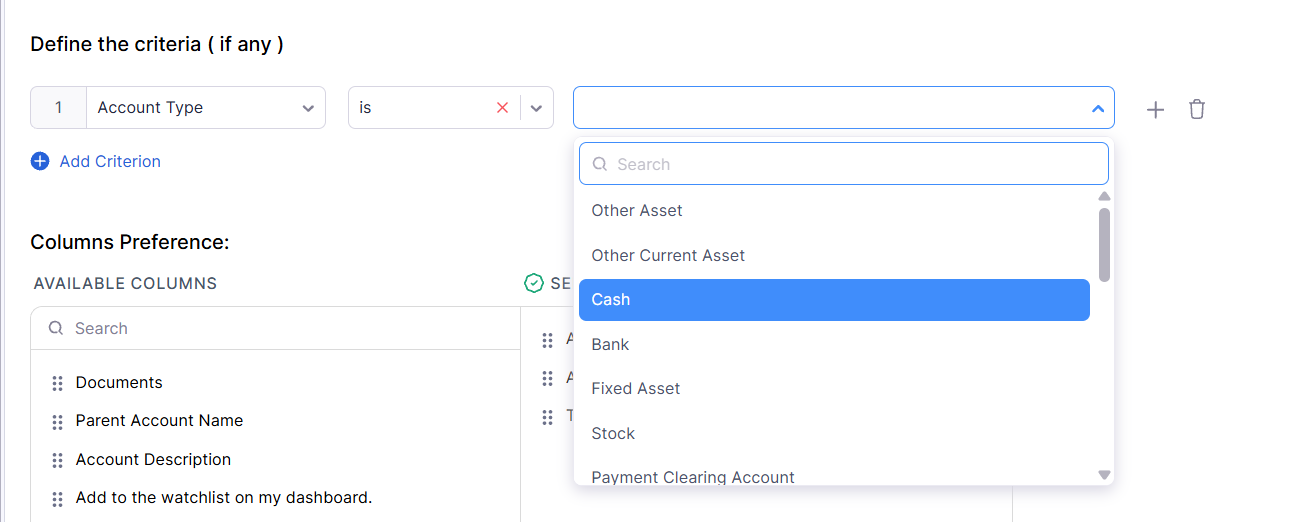 Define the criteria ( if any )
1 Account Type is
Add Criterion
Search
Other Asset
Other Current Asset
Cash
Bank
Fixed Asset
Stock
Payment Clearing Account
Columns Preference:
AVAILABLE COLUMNS
Search
Documents
Parent Account Name
Account Description
Add to the watchlist on my dashboard.